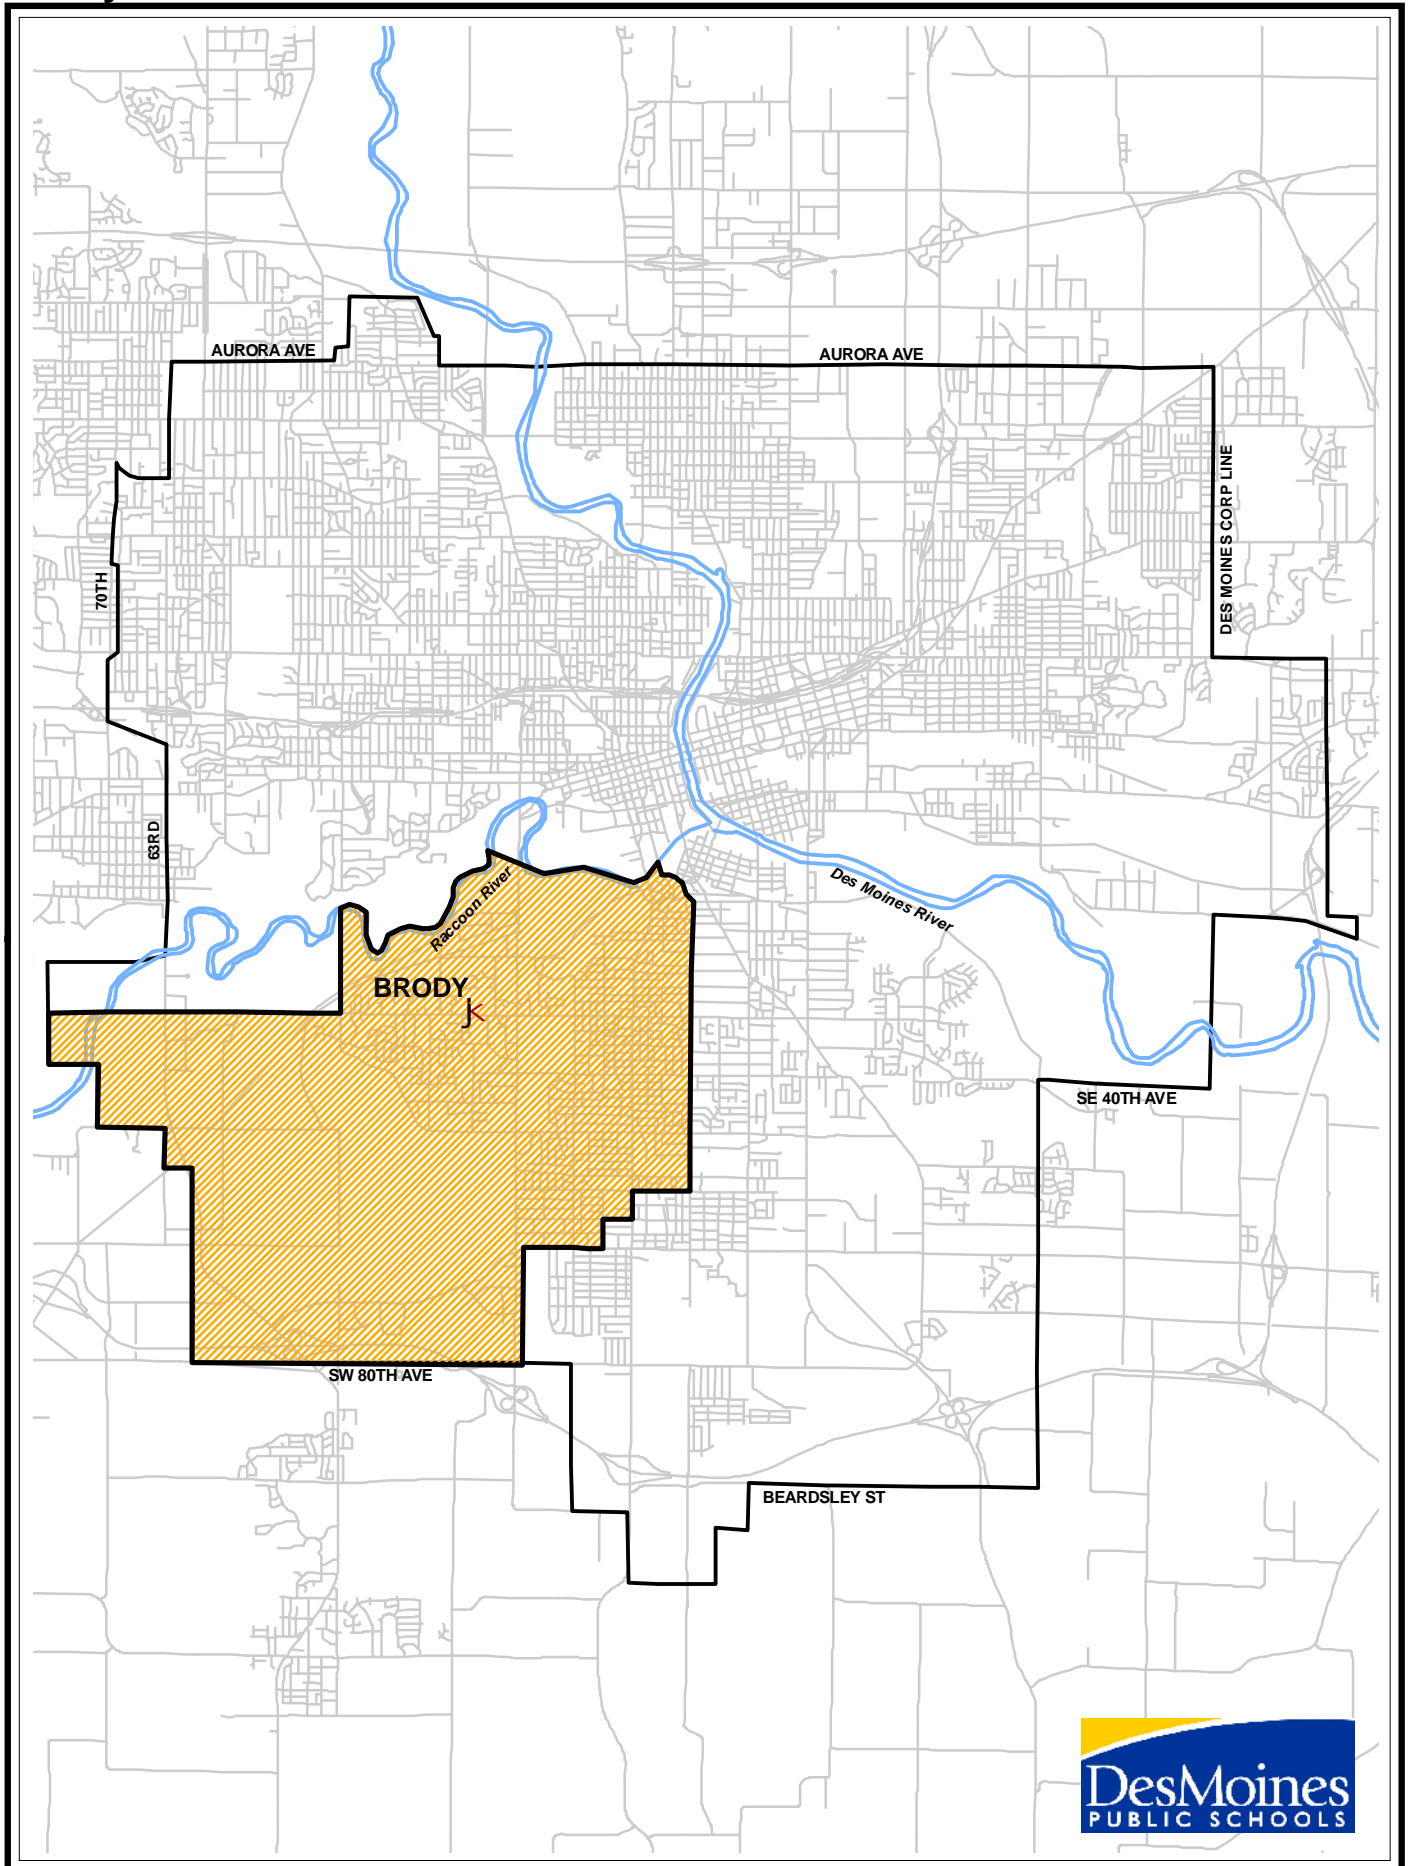 AURORA AVE
AURORA AVE
DES MOINES CORP LINE
70TH
63RD
Raccoon River
Des Moines River
BRODY
SE 40TH AVE
SW 80TH AVE
BEARDSLEY ST
DesMoines
PUBLIC SCHOOLS